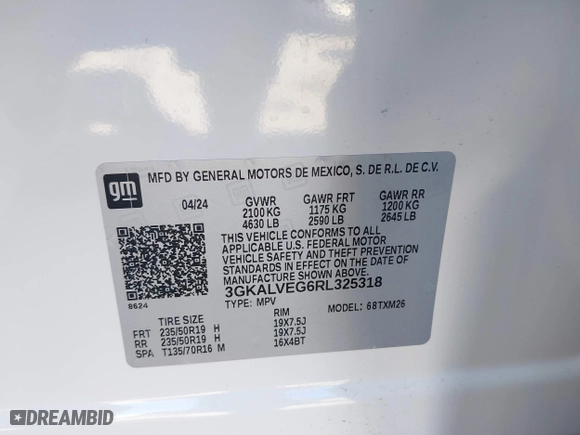 gm
MFD BY GENERAL MOTORS DE MEXICO, S. DE R.L. DE C.V.
04/24 GVWR GAWR FRT GAWR RR
2100 KG 1175 KG 1200 KG
4630 LB 2590 LB 2645 LB
THIS VEHICLE CONFORMS TO ALL
APPLICABLE U.S. FEDERAL MOTOR
VEHICLE SAFETY AND THEFT PREVENTION
STANDARDS IN EFFECT ON THE DATE
OF MANUFACTURE SHOWN ABOVE.
3GKALVEG6RL325318
8624 TYPE: MPV MODEL: 68TXM26
TIRE SIZE RIM
FRT 235/50R19 H 19X7.5J
RR 235/50R19 H 19X7.5J
SPA T135/70R16 M 16X4BT
DREAMBID